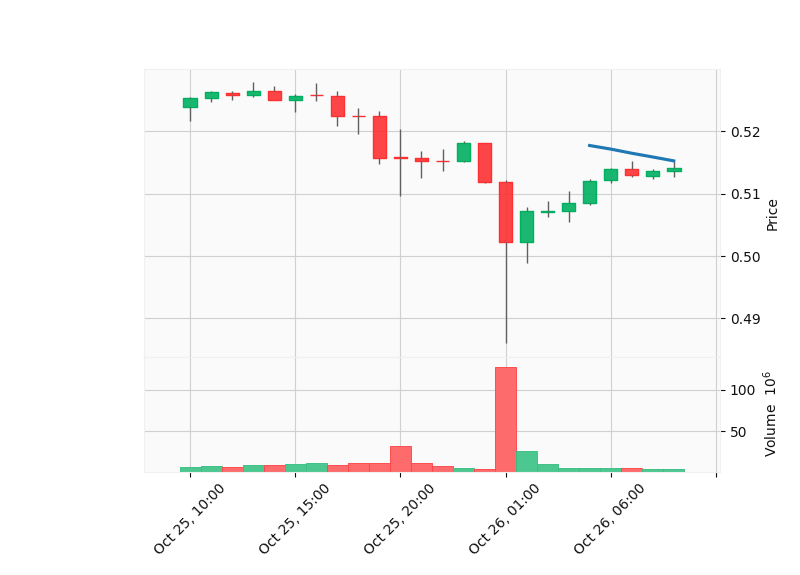 0.52
0.51
0.50
0.49
Price
100
50
Volume 10^6
Oct 25, 10:00
Oct 25, 15:00
Oct 25, 20:00
Oct 26, 01:00
Oct 26, 06:00